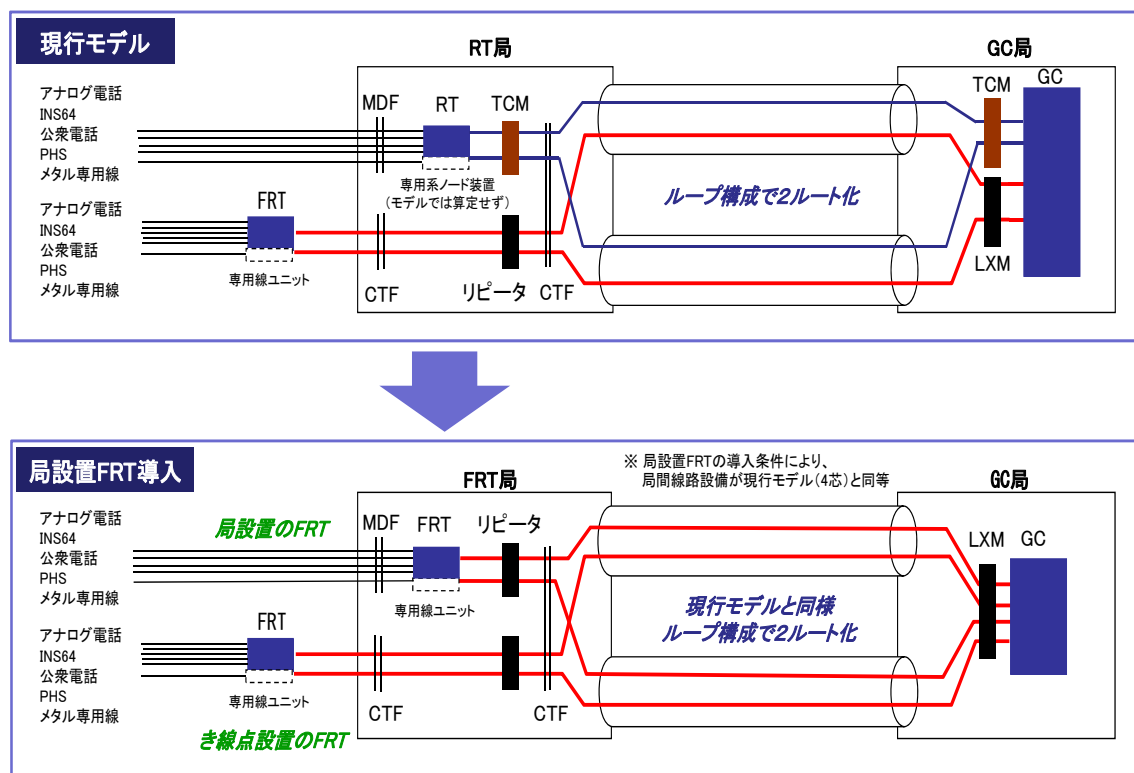 現行モデル
RT局
GC局
アナログ電話
INS64
公衆電話
PHS
メタル専用線
MDF
RT
TCM
TCM
GC
専用系ノード装置
(モデルでは算定せず)
ループ構成で2ルート化
アナログ電話
INS64
公衆電話
PHS
メタル専用線
FRT
専用線ユニット
CTF
リピータ
CTF
LXM
局設置FRT導入
FRT局
※ 局設置FRTの導入条件により、
局間線路設備が現行モデル(4芯)と同等
GC局
アナログ電話
INS64
公衆電話
PHS
メタル専用線
局設置のFRT
MDF
FRT
リピータ
LXM
GC
専用線ユニット
現行モデルと同様
ループ構成で2ルート化
アナログ電話
INS64
公衆電話
PHS
メタル専用線
FRT
専用線ユニット
CTF
CTF
き線点設置のFRT